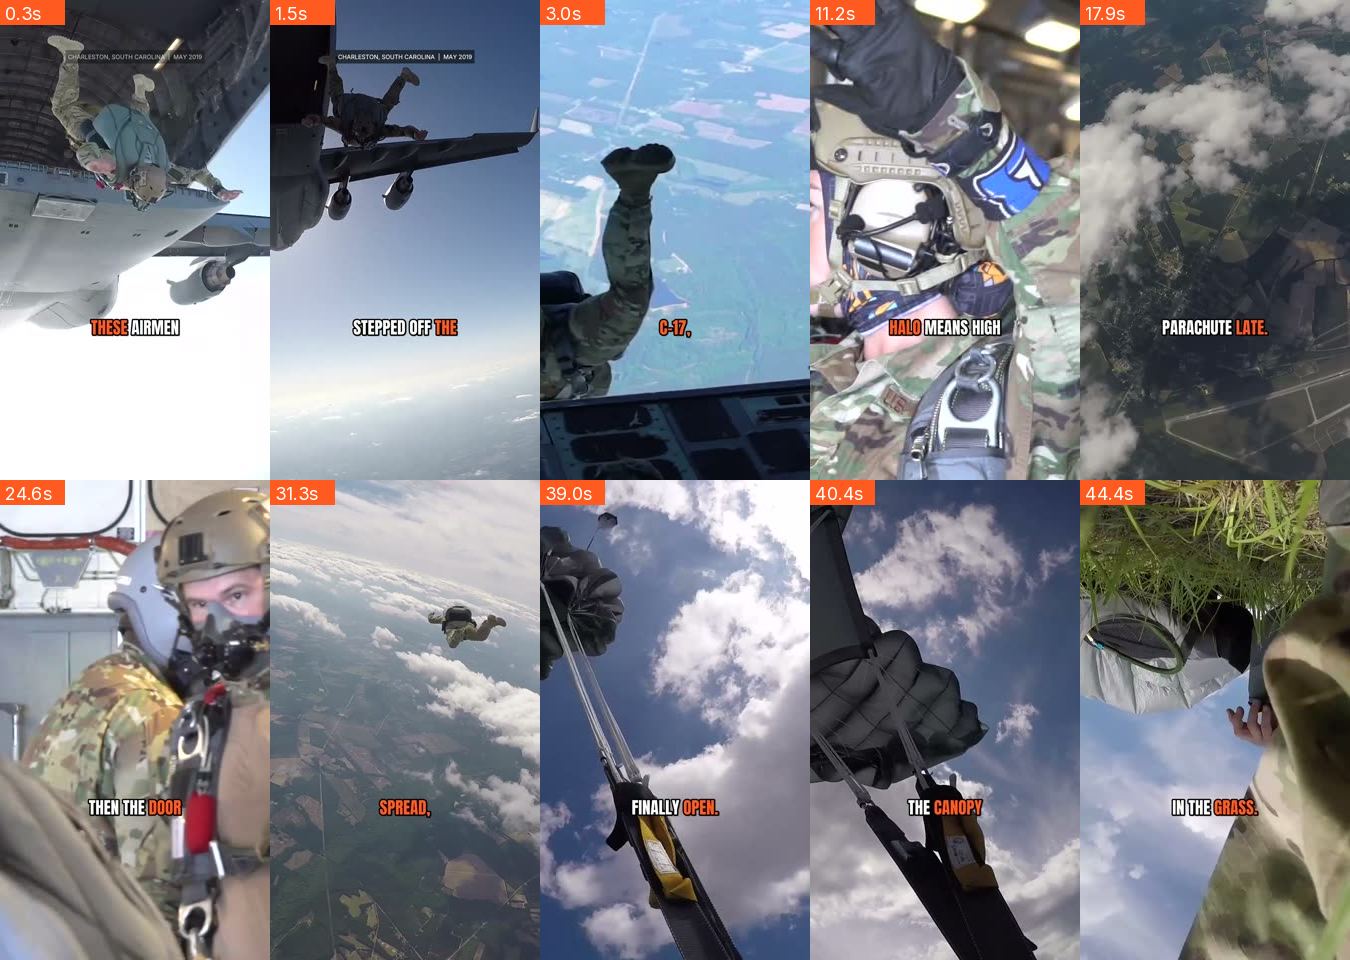 0.3s
CHARLESTON, SOUTH CAROLINA | MAY 2019
THESE AIRMEN
1.5s
CHARLESTON, SOUTH CAROLINA | MAY 2019
STEPPED OFF THE
3.0s
C-17,
11.2s
HALO MEANS HIGH
17.9s
PARACHUTE LATE.
24.6s
THEN THE DOOR
31.3s
SPREAD,
39.0s
FINALLY OPEN.
40.4s
THE CANOPY
44.4s
IN THE GRASS.